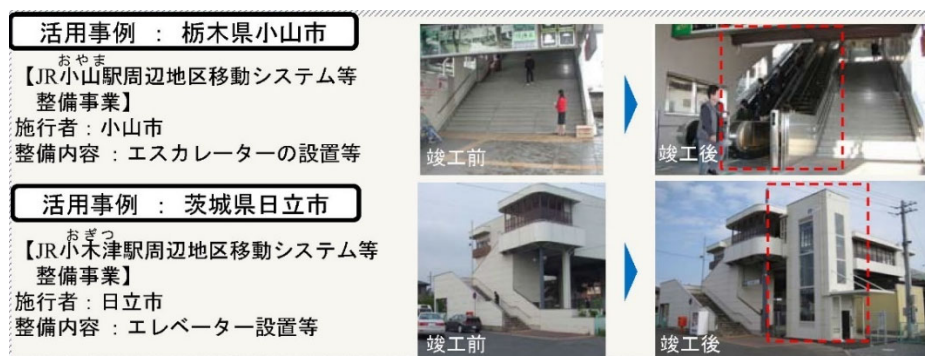 活用事例 ： 栃木県小山市
おやま
【JR小山駅周辺地区移動システム等
整備事業】
施行者：小山市
整備内容 ：エスカレーターの設置等
竣工前
竣工後
活用事例 ： 茨城県日立市
おぎつ
【JR小木津駅周辺地区移動システム等
整備事業】
施行者：日立市
整備内容 ：エレベーター設置等
竣工前
竣工後